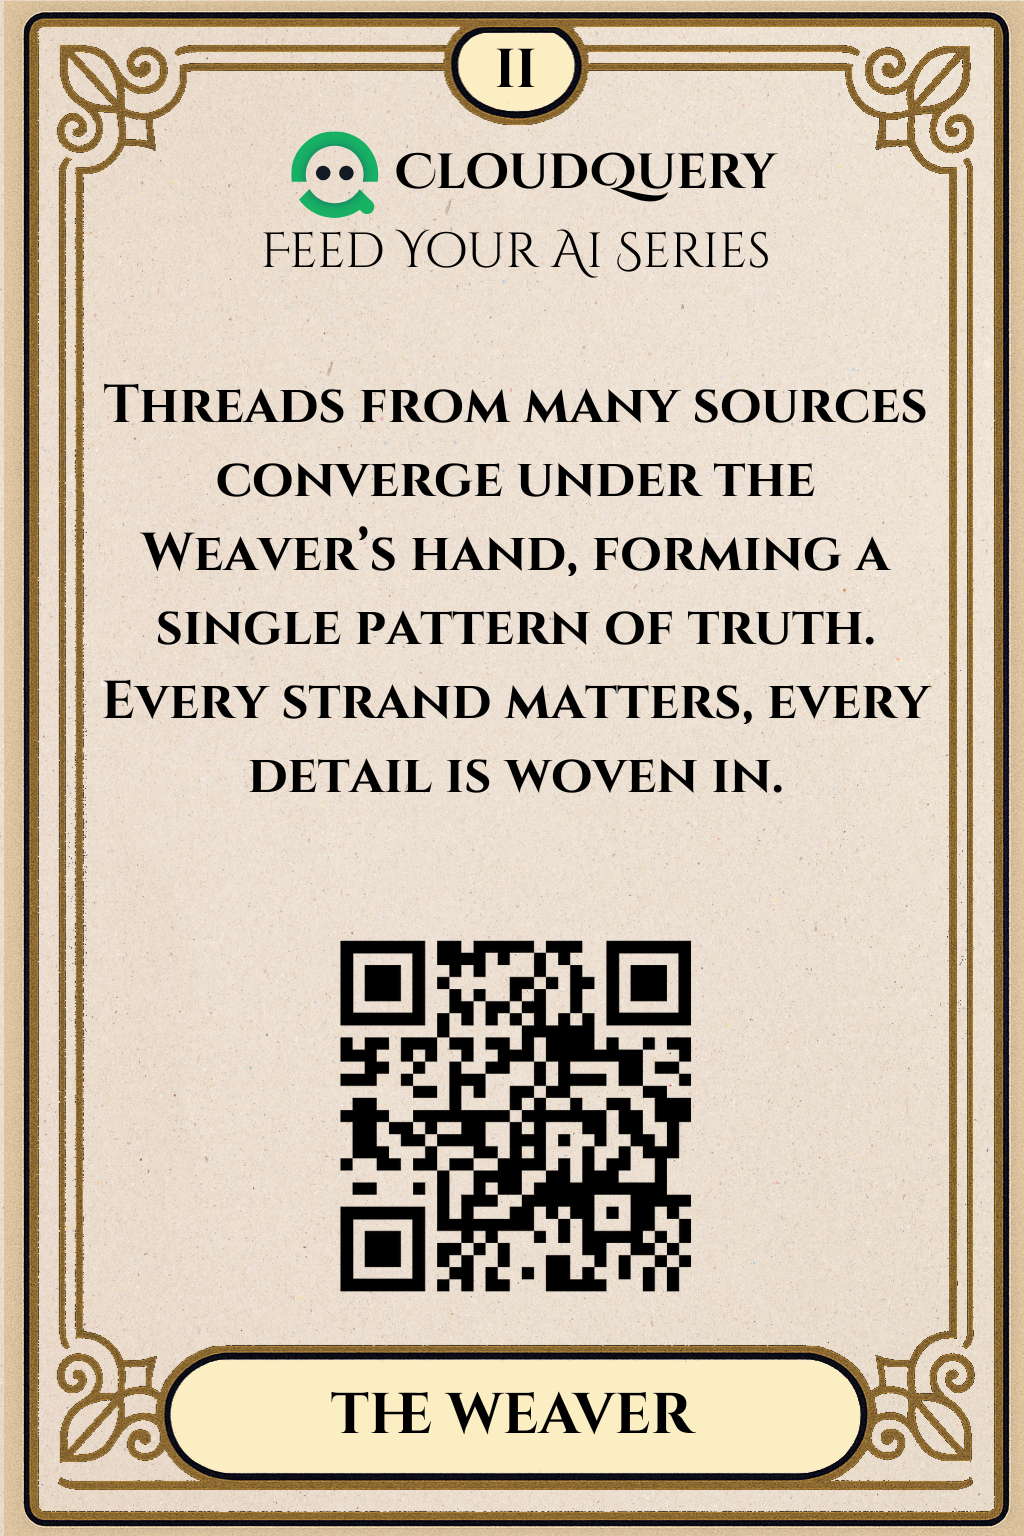 II
CloudQuery
Feed Your AI Series
Threads from many sources
converge under the
Weaver’s hand, forming a
single pattern of truth.
Every strand matters, every
detail is woven in.
THE WEAVER